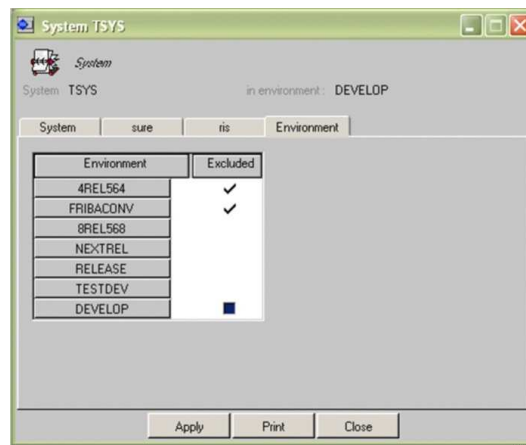 System TSYS
System
System TSYS in environment : DEVELOP
System sure ris Environment
Environment Excluded
4REL564
FRIBACONV
8REL568
NEXTREL
RELEASE
TESTDEV
DEVELOP
Apply Print Close